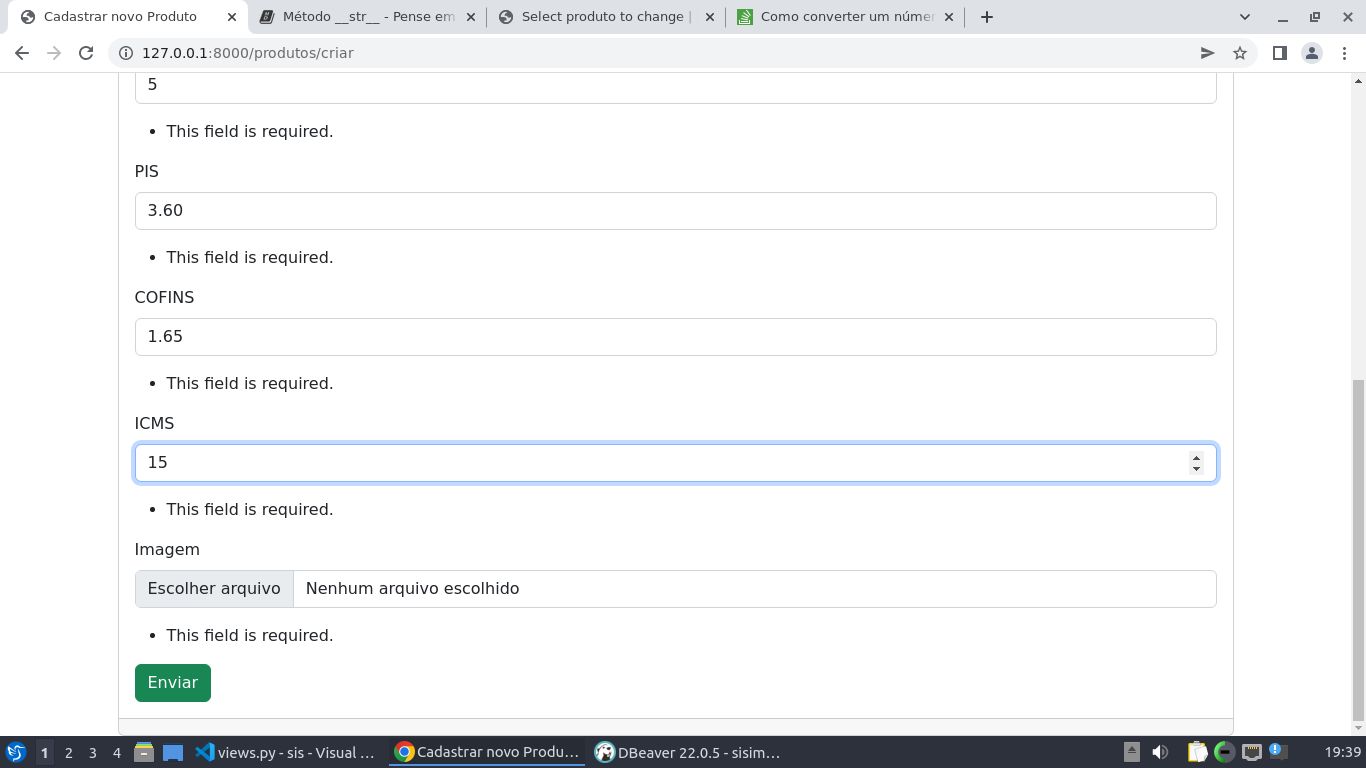 Cadastrar novo Produto
Método __str__ - Pense em
Select produto to change |
Como converter um númer
127.0.0.1:8000/produtos/criar
5
This field is required.
PIS
3.60
This field is required.
COFINS
1.65
This field is required.
ICMS
15
This field is required.
Imagem
Escolher arquivo Nenhum arquivo escolhido
This field is required.
Enviar
1 2 3 4 views.py - sis - Visual ... Cadastrar novo Produ... DBeaver 22.0.5 - sisim... 19:39